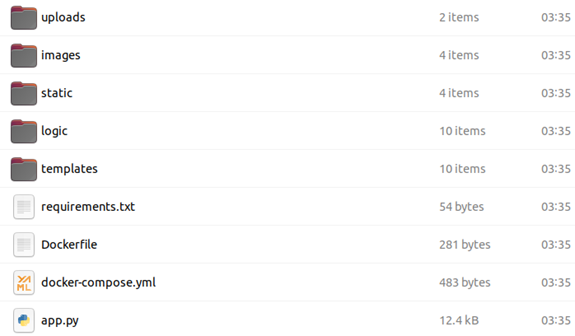 uploads 2 items 03:35
images 4 items 03:35
static 4 items 03:35
logic 10 items 03:35
templates 10 items 03:35
requirements.txt 54 bytes 03:35
Dockerfile 281 bytes 03:35
YAML docker-compose.yml 483 bytes 03:35
app.py 12.4 kB 03:35